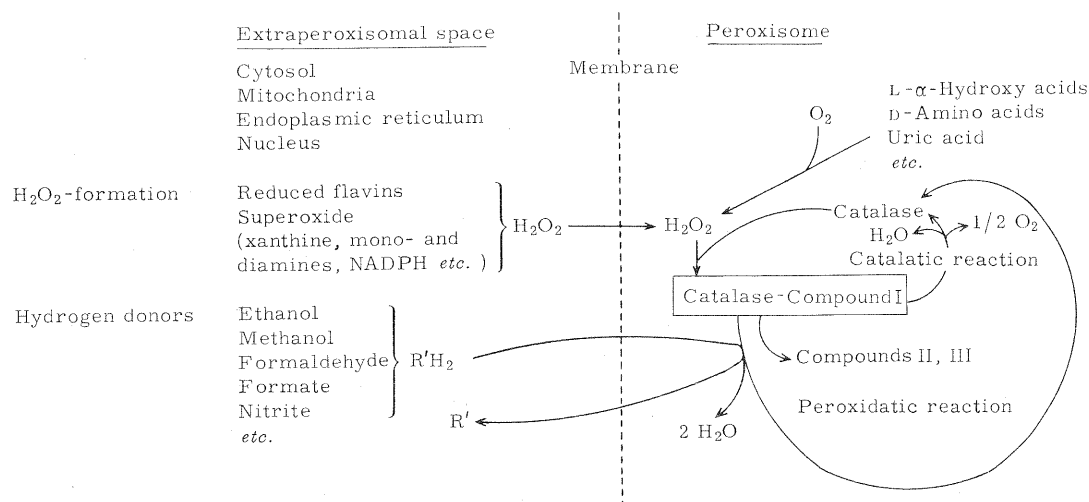 Extraperoxisomal space
Peroxisome
Cytosol
Mitochondria
Endoplasmic reticulum
Nucleus
Membrane
L-α-Hydroxy acids
D-Amino acids
Uric acid
etc.
O₂
H₂O₂-formation
Reduced flavins
Superoxide
(xanthine, mono- and
diamines, NADPH etc.)
H₂O₂
H₂O₂
Catalase
H₂O
1/2 O₂
Catalatic reaction
Catalase-Compound I
Hydrogen donors
Ethanol
Methanol
Formaldehyde
Formate
Nitrite
etc.
R'H₂
R'
Compounds II, III
2 H₂O
Peroxidatic reaction